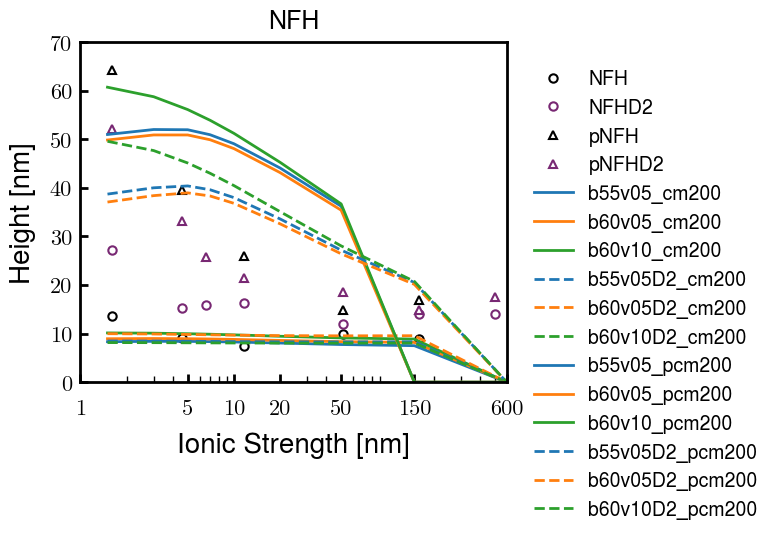 NFH
70
60
50
40
30
20
10
0
Height [nm]
1
5
10
20
50
150
600
Ionic Strength [nm]
NFH
NFHD2
pNFH
pNFHD2
b55v05_cm200
b60v05_cm200
b60v10_cm200
b55v05D2_cm200
b60v05D2_cm200
b60v10D2_cm200
b55v05_pcm200
b60v05_pcm200
b60v10_pcm200
b55v05D2_pcm200
b60v05D2_pcm200
b60v10D2_pcm200